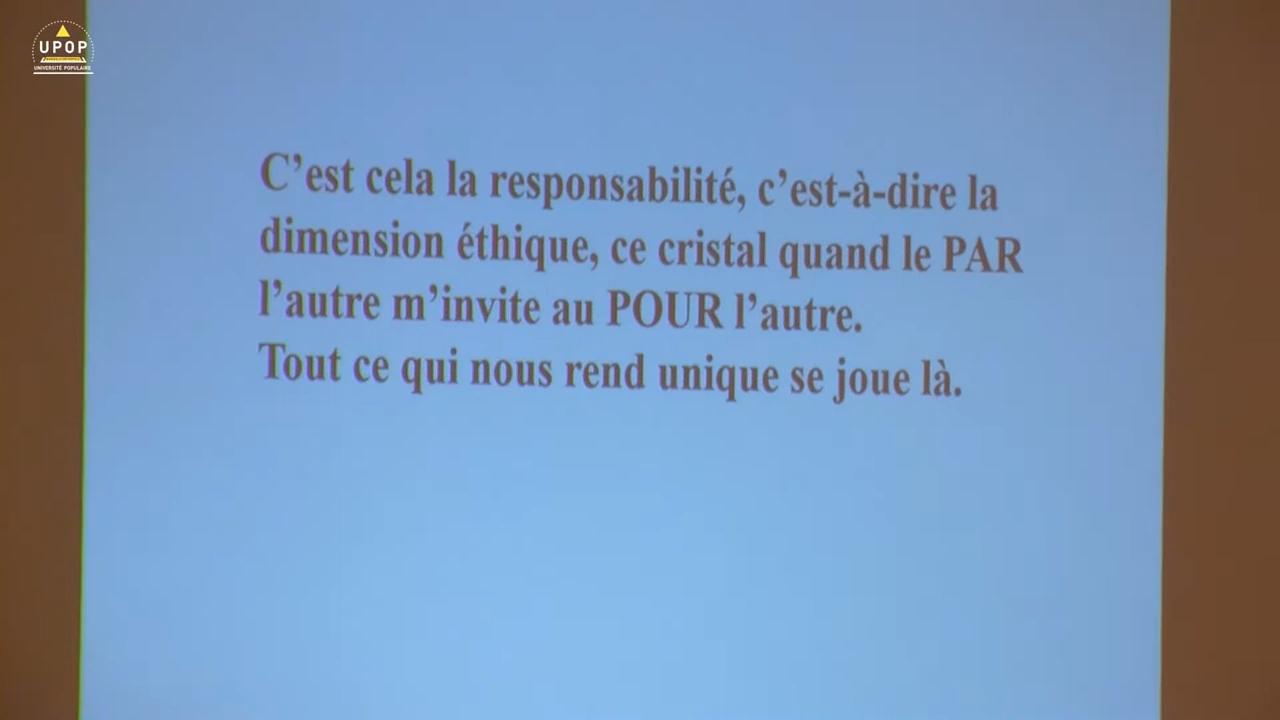 UPOP
UNIVERSITÉ POPULAIRE
C’est cela la responsabilité, c’est-à-dire la
dimension éthique, ce cristal quand le PAR
l’autre m’invite au POUR l’autre.
Tout ce qui nous rend unique se joue là.